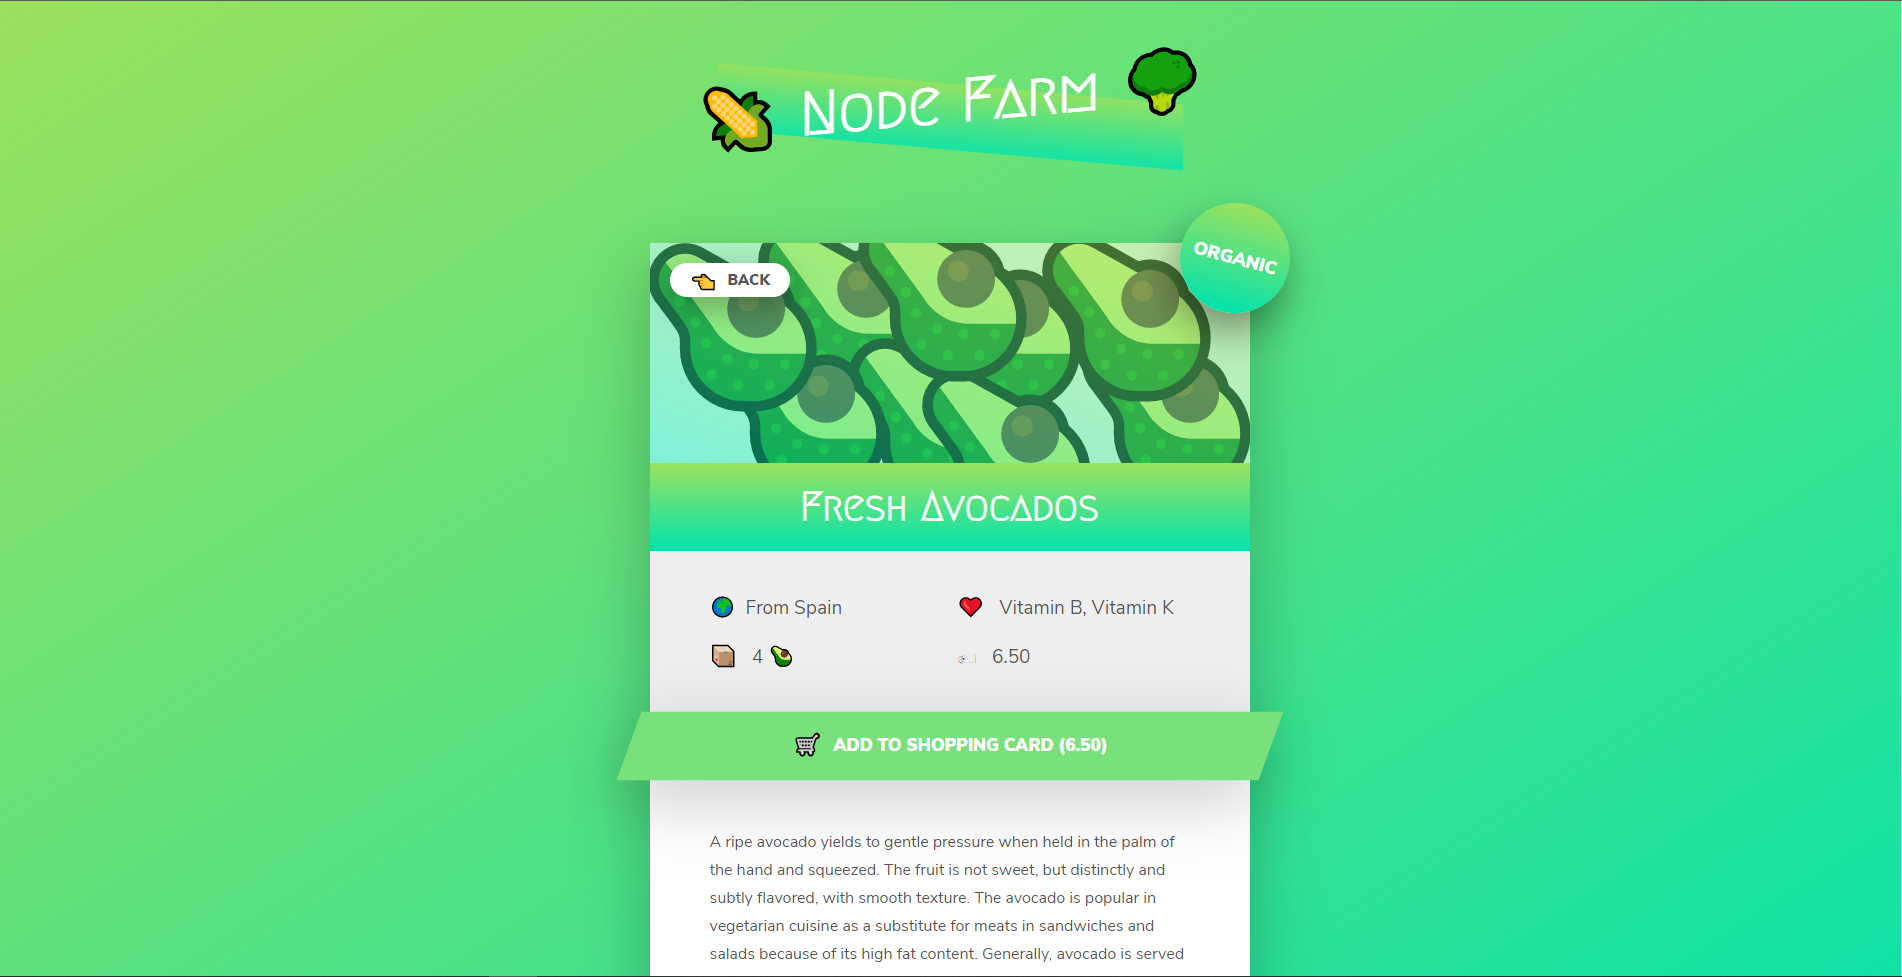 Node Farm
ORGANIC
BACK
Fresh Avocados
From Spain
Vitamin B, Vitamin K
4
6.50
ADD TO SHOPPING CARD (6.50)
A ripe avocado yields to gentle pressure when held in the palm of
the hand and squeezed. The fruit is not sweet, but distinctly and
subtly flavored, with smooth texture. The avocado is popular in
vegetarian cuisine as a substitute for meats in sandwiches and
salads because of its high fat content. Generally, avocado is served